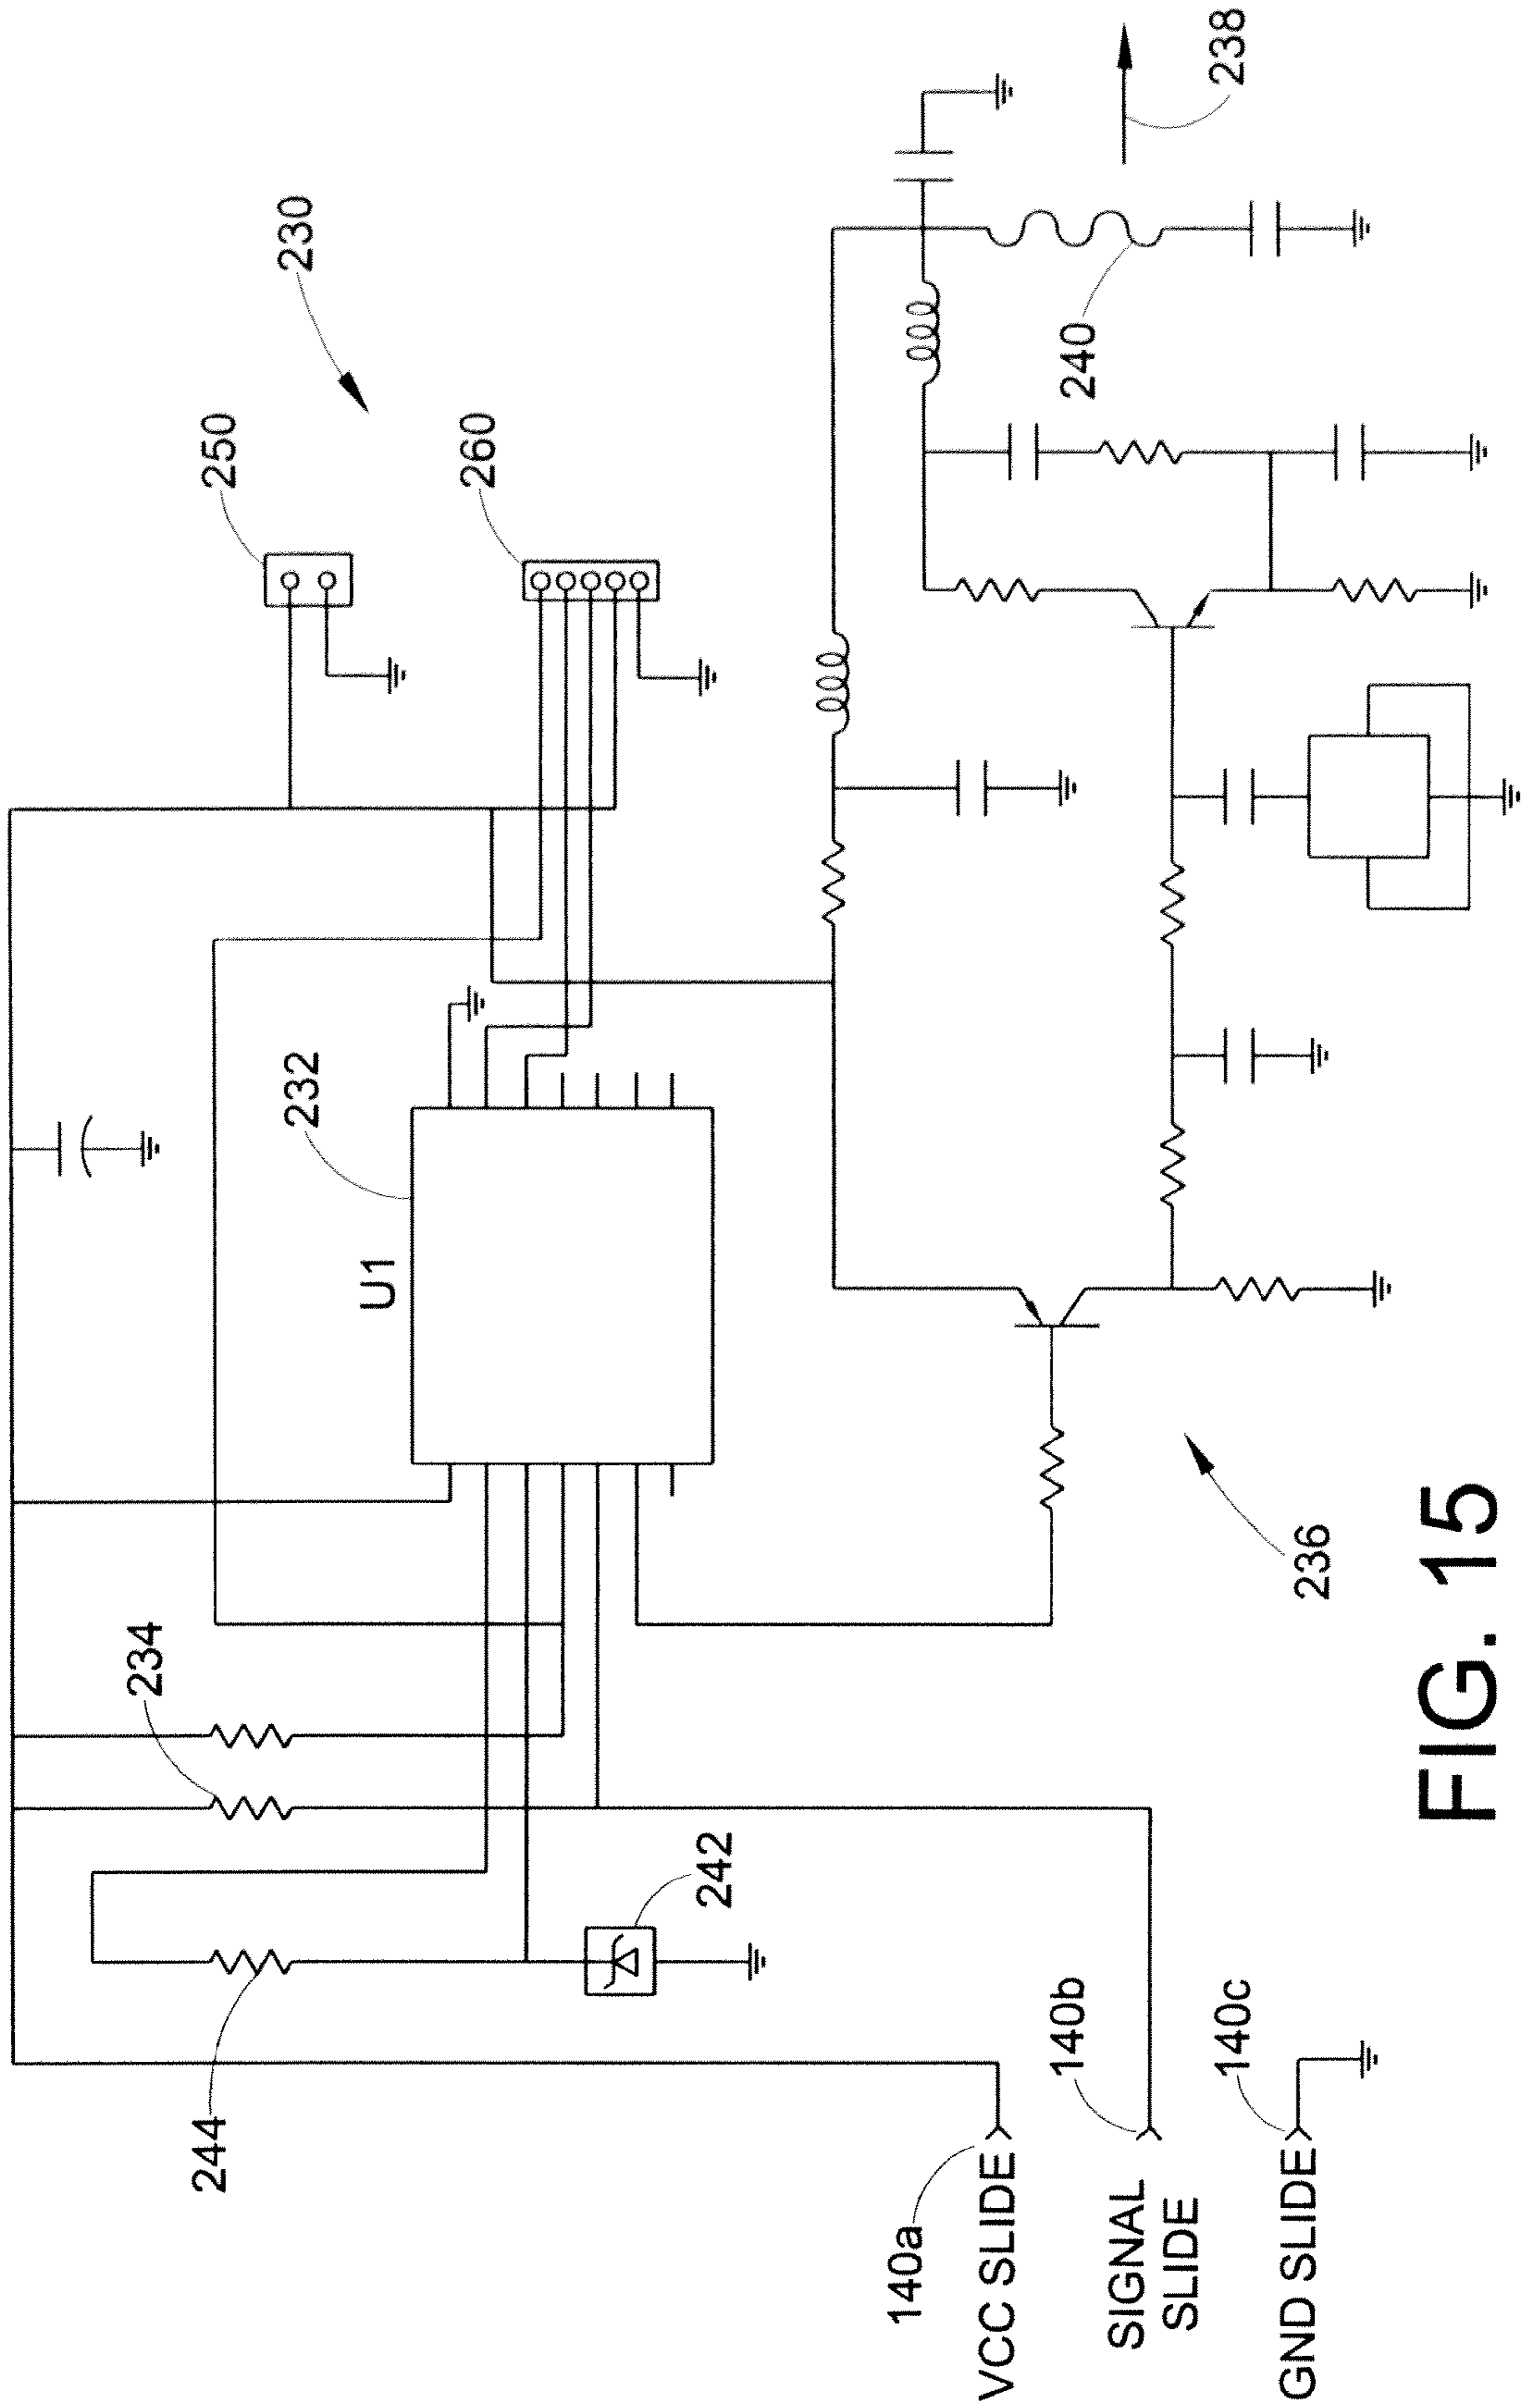 230
250
260
238
240
232
U1
234
242
244
236
140a
VCC SLIDE
140b
SIGNAL
SLIDE
140c
GND SLIDE
FIG. 15